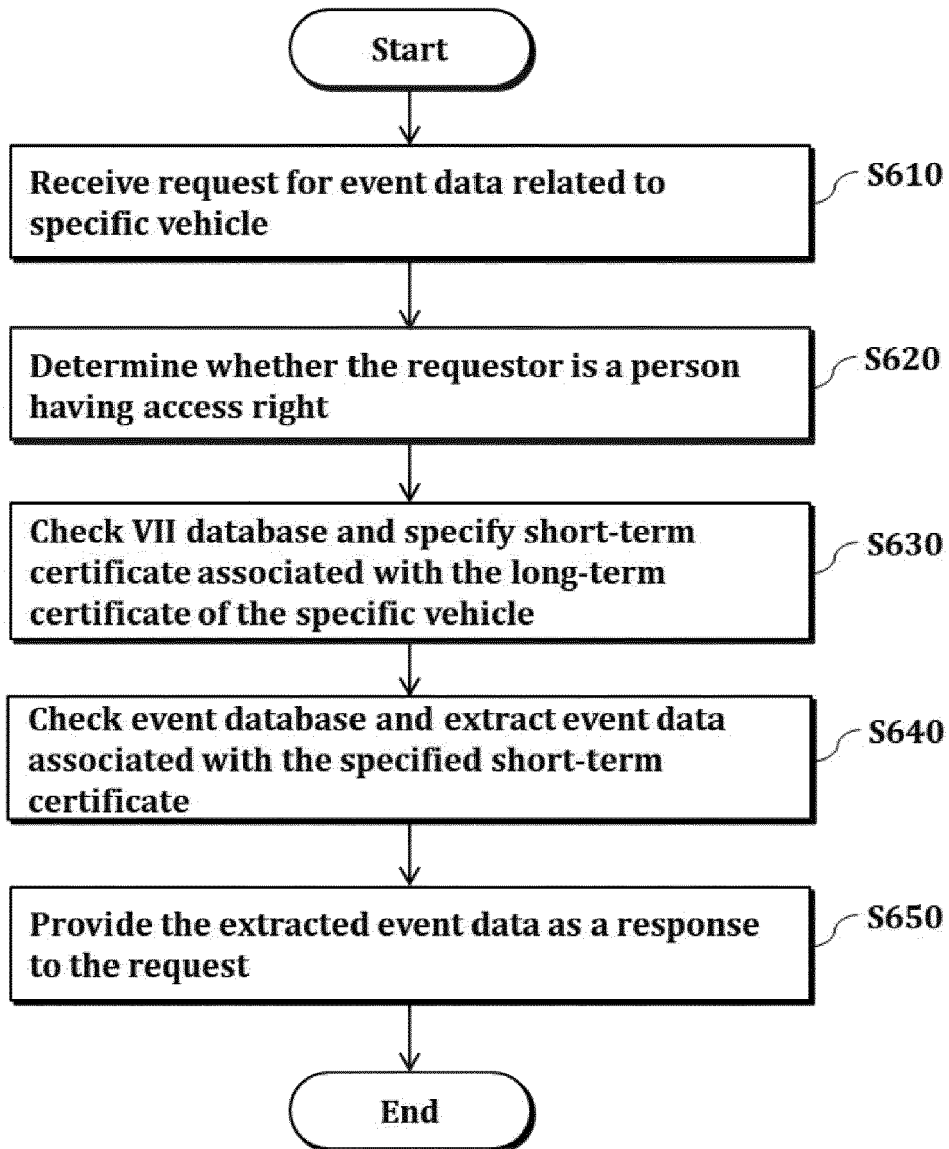 Start
Receive request for event data related to
specific vehicle
S610
Determine whether the requestor is a person
having access right
S620
Check VII database and specify short-term
certificate associated with the long-term
certificate of the specific vehicle
S630
Check event database and extract event data
associated with the specified short-term
certificate
S640
Provide the extracted event data as a response
to the request
S650
End